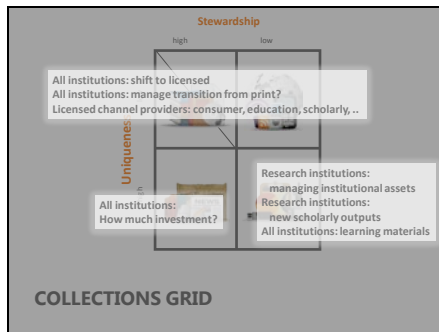 Stewardship
high low
All institutions: shift to licensed
All institutions: manage transition from print?
Licensed channel providers: consumer, education, scholarly, ..
Uniquenes
Research institutions:
managing institutional assets
Research institutions:
new scholarly outputs
All institutions: learning materials
All institutions:
How much investment?
COLLECTIONS GRID